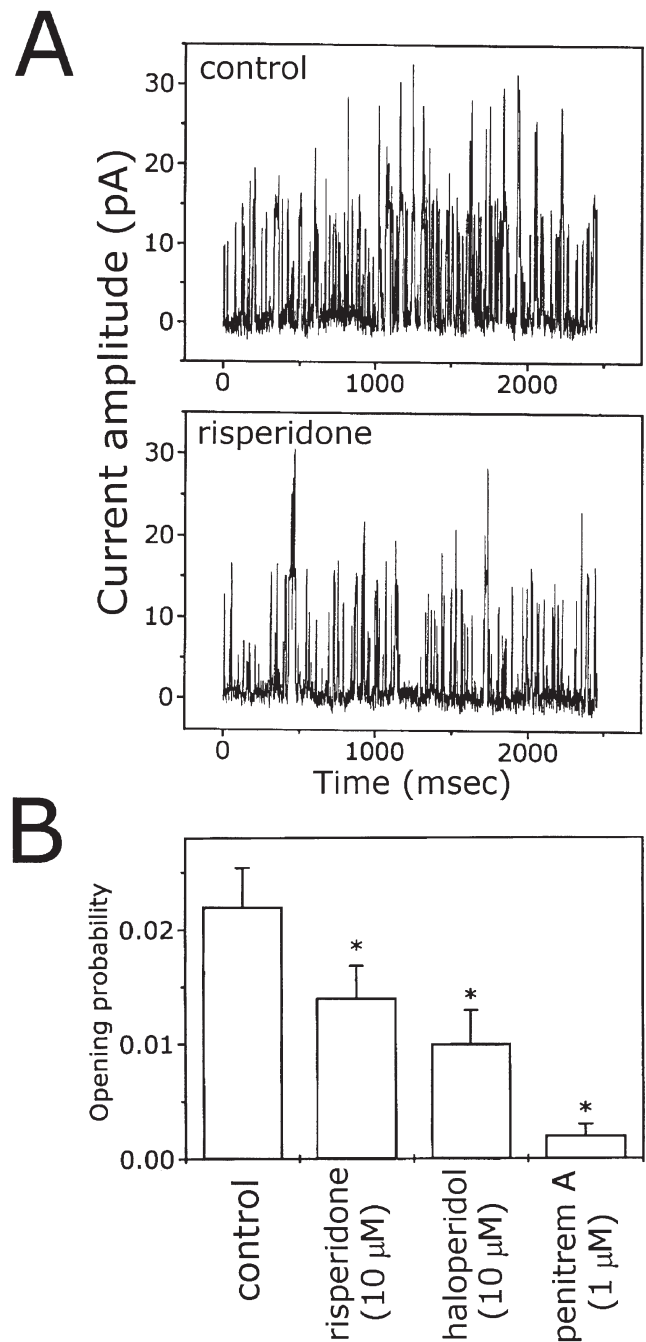 A
control
Current amplitude (pA)
30
20
10
0
0 1000 2000
risperidone
30
20
10
0
0 1000 2000
Time (msec)
B
Opening probability
0.02
0.01
0.00
*
*
*
control
risperidone
(10 μM)
haloperidol
(10 μM)
penitrem A
(1 μM)